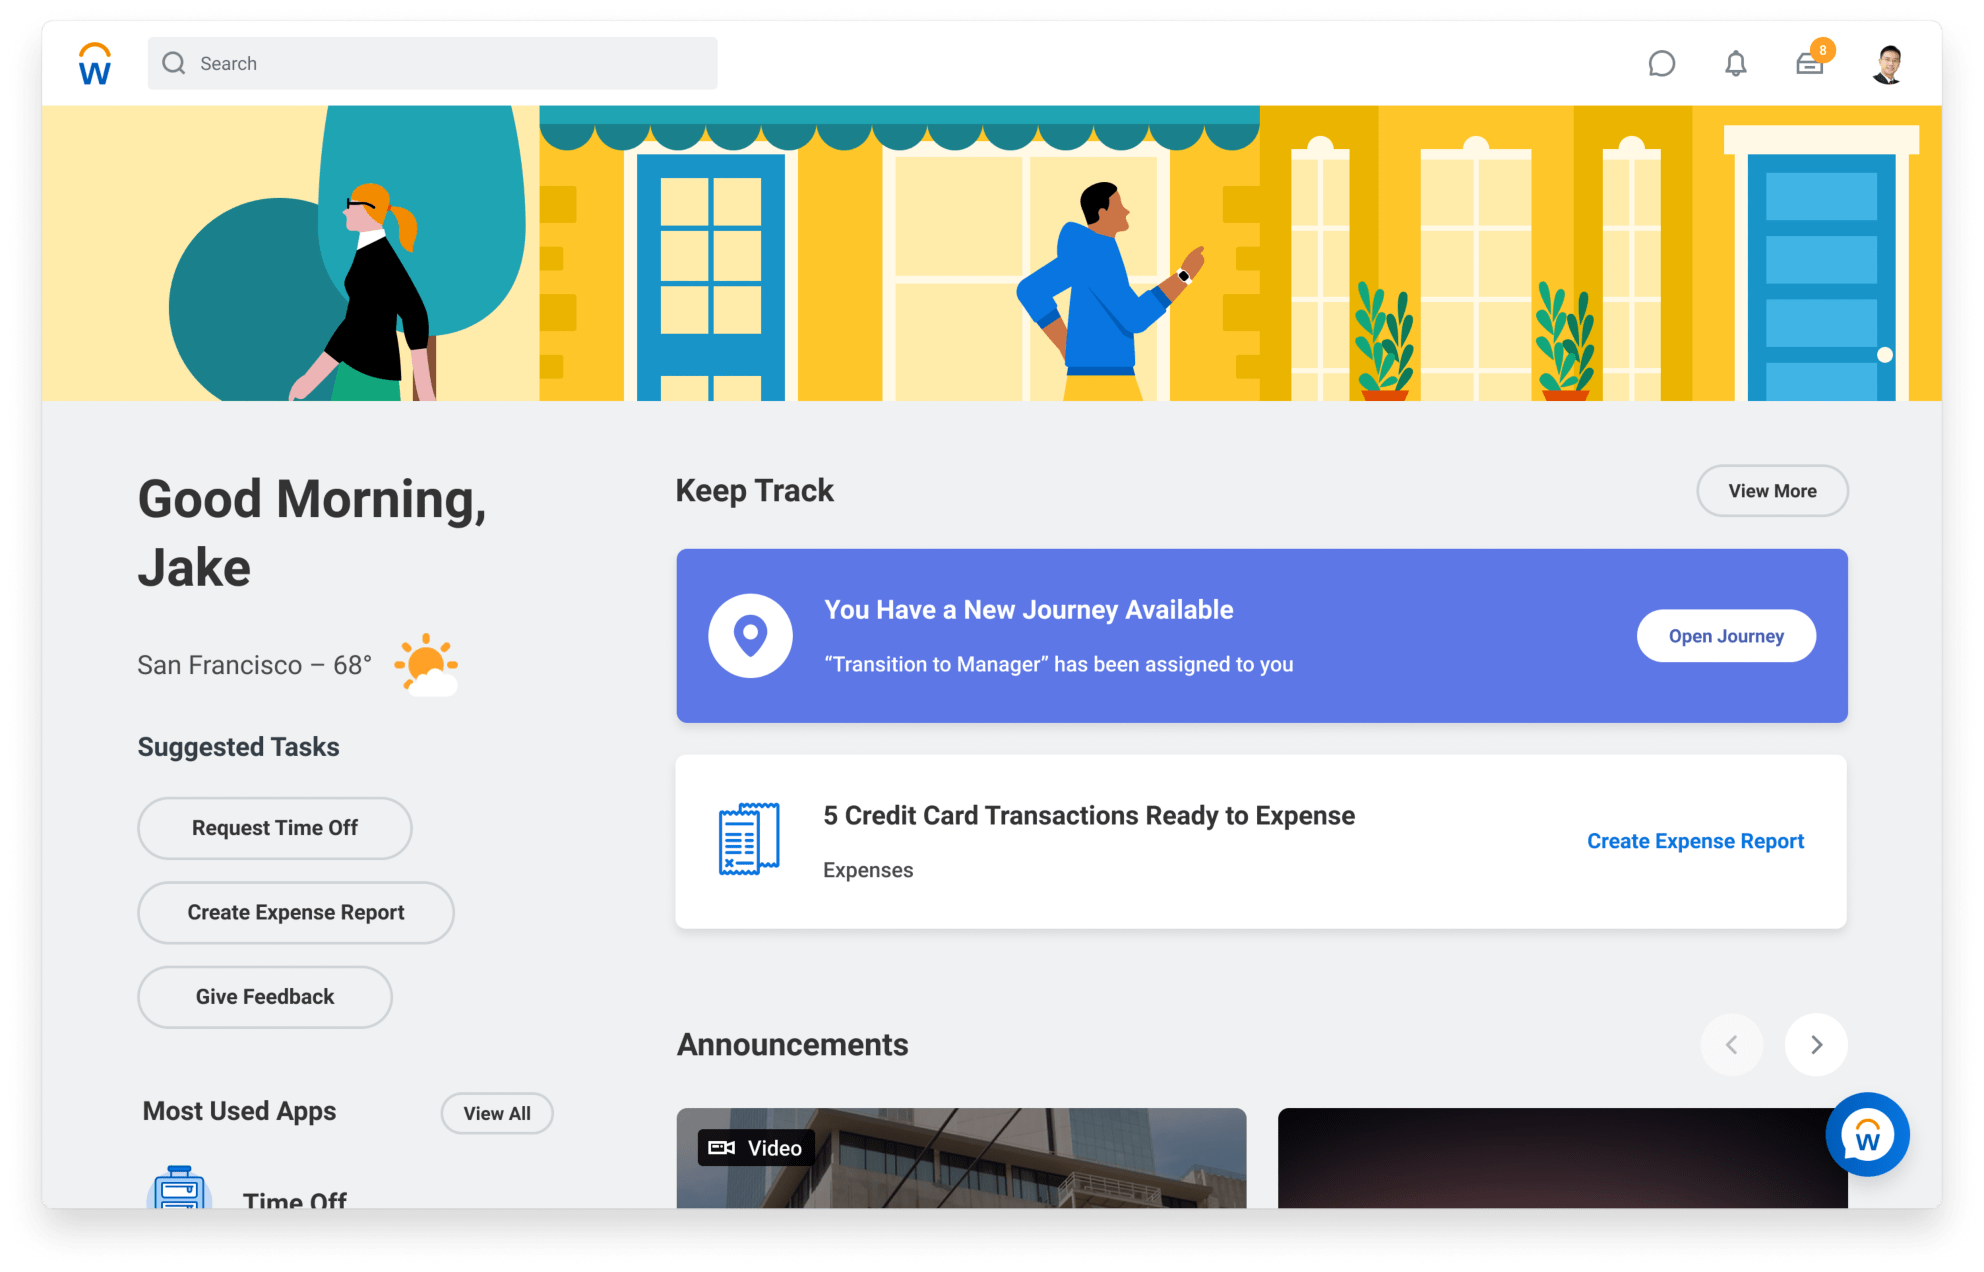 W
Search
8
Good Morning,
Jake
San Francisco – 68°
Suggested Tasks
Request Time Off
Create Expense Report
Give Feedback
Most Used Apps
View All
Time Off
Keep Track
View More
You Have a New Journey Available
“Transition to Manager” has been assigned to you
Open Journey
5 Credit Card Transactions Ready to Expense
Expenses
Create Expense Report
Announcements
Video
W